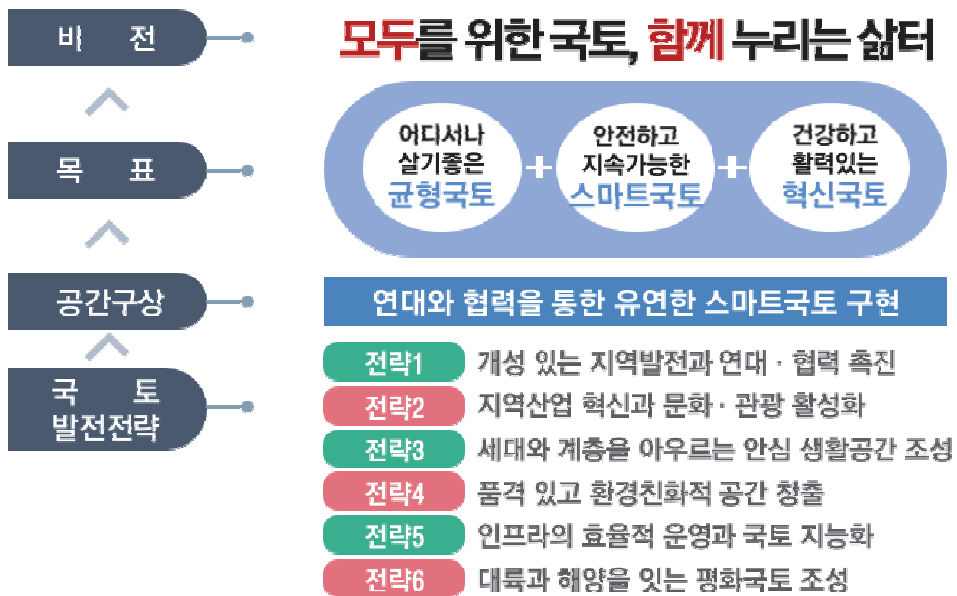 비 전
모두를 위한 국토, 함께 누리는 삶터
목 표
어디서나
살기좋은
균형국토
+
안전하고
지속가능한
스마트국토
+
건강하고
활력있는
혁신국토
공간구상
연대와 협력을 통한 유연한 스마트국토 구현
국 토
발전전략
전략1 개성 있는 지역발전과 연대 · 협력 촉진
전략2 지역산업 혁신과 문화 · 관광 활성화
전략3 세대와 계층을 아우르는 안심 생활공간 조성
전략4 품격 있고 환경친화적 공간 창출
전략5 인프라의 효율적 운영과 국토 지능화
전략6 대륙과 해양을 잇는 평화국토 조성